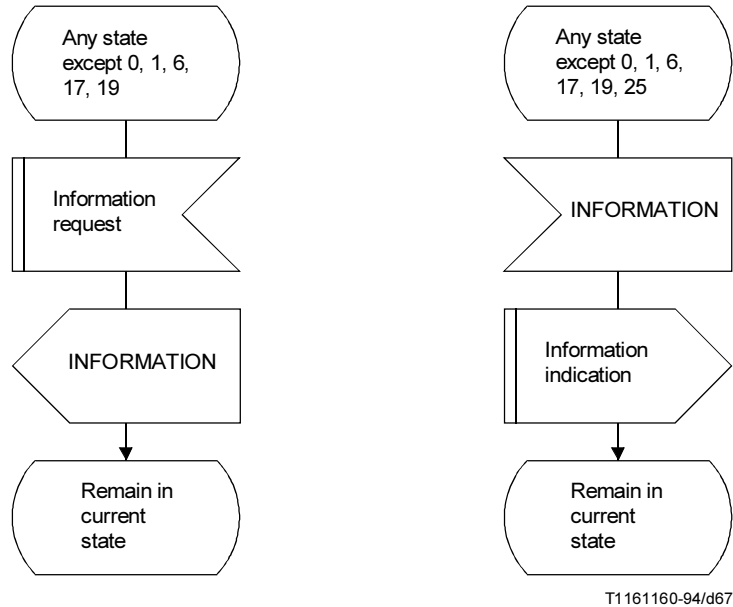 Any state
except 0, 1, 6,
17, 19
Information
request
INFORMATION
Remain in
current
state
Any state
except 0, 1, 6,
17, 19, 25
INFORMATION
Information
indication
Remain in
current
state
T1161160-94/d67